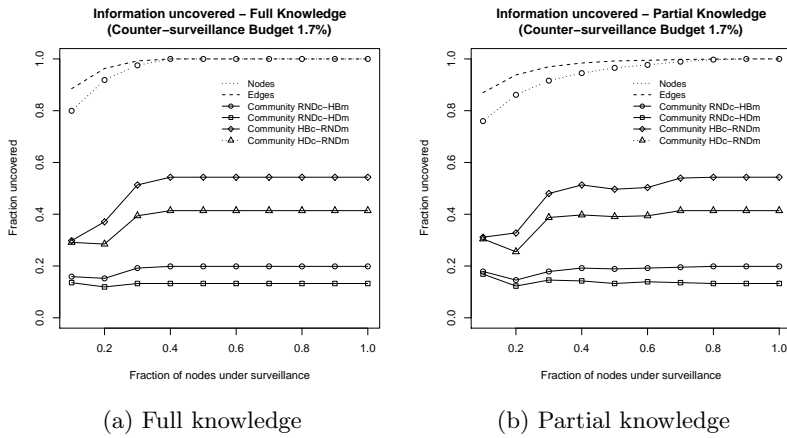 Information uncovered − Full Knowledge
(Counter−surveillance Budget 1.7%)
Fraction uncovered
1.0
0.8
0.6
0.4
0.2
0.0
Nodes
Edges
Community RNDc−HBm
Community RNDc−HDm
Community HBc−RNDm
Community HDc−RNDm
0.2
0.4
0.6
0.8
1.0
Fraction of nodes under surveillance
(a) Full knowledge
Information uncovered − Partial Knowledge
(Counter−surveillance Budget 1.7%)
Fraction uncovered
1.0
0.8
0.6
0.4
0.2
0.0
Nodes
Edges
Community RNDc−HBm
Community RNDc−HDm
Community HBc−RNDm
Community HDc−RNDm
0.2
0.4
0.6
0.8
1.0
Fraction of nodes under surveillance
(b) Partial knowledge